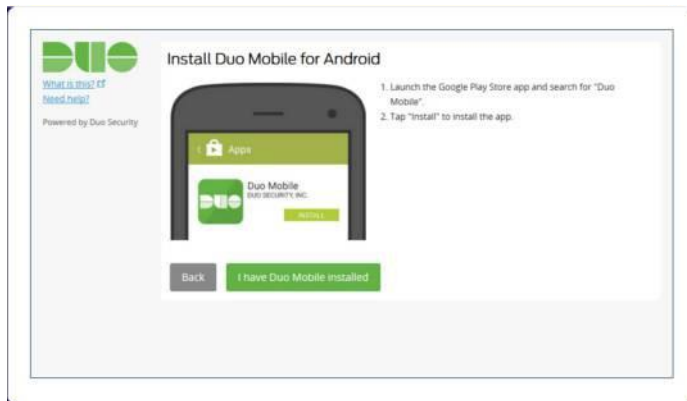 DUO
What is this?
Need help?
Powered by Duo Security
Install Duo Mobile for Android
1. Launch the Google Play Store app and search for "Duo
Mobile".
2. Tap "Install" to install the app.
Apps
Duo Mobile
DUO SECURITY, INC.
DUO
INSTALL
Back
I have Duo Mobile installed